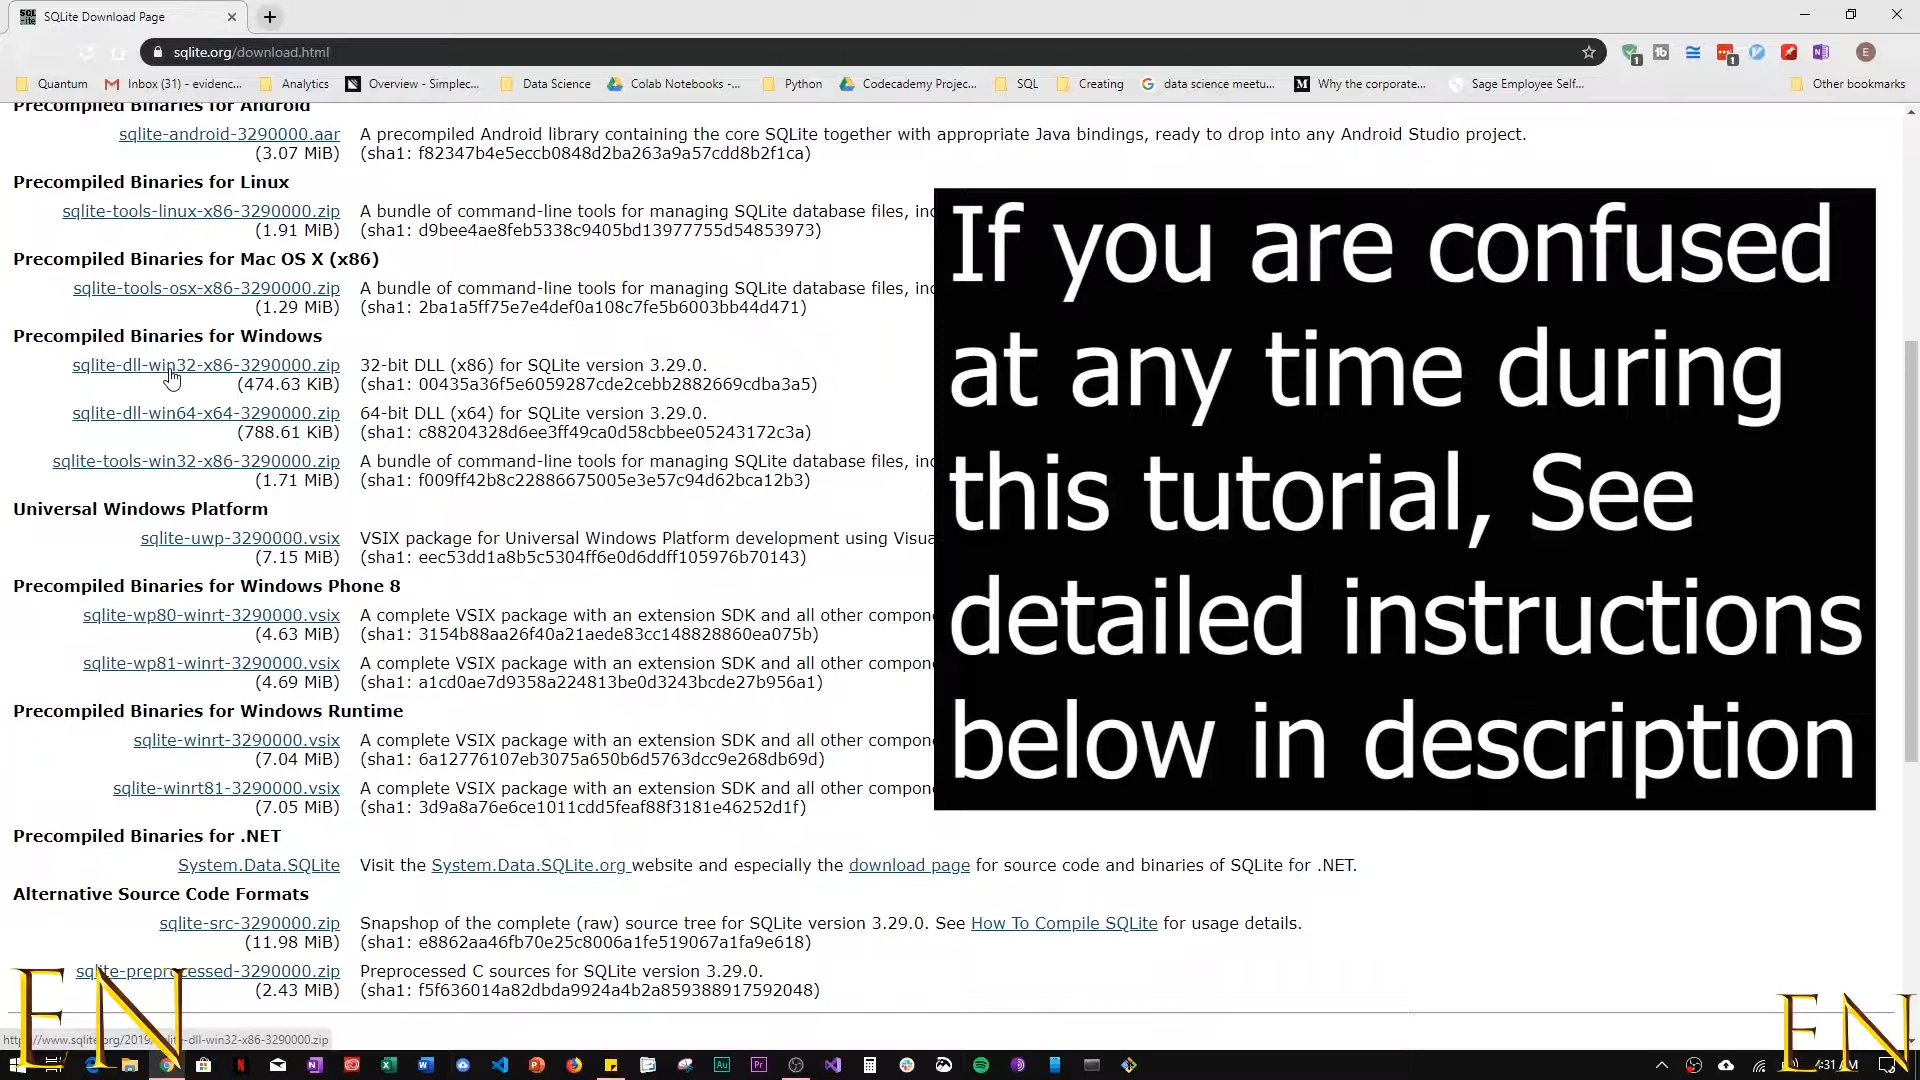 SQLite Download Page
sqlite.org/download.html
Quantum Inbox (31) - evidenc... Analytics Overview - Simplec... Data Science Colab Notebooks -... Python Codecademy Projec... SQL Creating data science meetu... Why the corporate... Sage Employee Self... Other bookmarks
Precompiled Binaries for Android
sqlite-android-3290000.aar A precompiled Android library containing the core SQLite together with appropriate Java bindings, ready to drop into any Android Studio project.
(3.07 MiB) (sha1: f82347b4e5eccb0848d2ba263a9a57cdd8b2f1ca)
Precompiled Binaries for Linux
sqlite-tools-linux-x86-3290000.zip A bundle of command-line tools for managing SQLite database files, inc
(1.91 MiB) (sha1: d9bee4ae8feb5338c9405bd13977755d54853973)
Precompiled Binaries for Mac OS X (x86)
sqlite-tools-osx-x86-3290000.zip A bundle of command-line tools for managing SQLite database files, inc
(1.29 MiB) (sha1: 2ba1a5ff75e7e4def0a108c7fe5b6003bb44d471)
Precompiled Binaries for Windows
sqlite-dll-win32-x86-3290000.zip 32-bit DLL (x86) for SQLite version 3.29.0.
(474.63 KiB) (sha1: 00435a36f5e6059287cde2cebb2882669cdba3a5)
sqlite-dll-win64-x64-3290000.zip 64-bit DLL (x64) for SQLite version 3.29.0.
(788.61 KiB) (sha1: c88204328d6ee3ff49ca0d58cbbee05243172c3a)
sqlite-tools-win32-x86-3290000.zip A bundle of command-line tools for managing SQLite database files, inc
(1.71 MiB) (sha1: f009ff42b8c22886675005e3e57c94d62bca12b3)
Universal Windows Platform
sqlite-uwp-3290000.vsix VSIX package for Universal Windows Platform development using Visua
(7.15 MiB) (sha1: eec53dd1a8b5c5304ff6e0d6ddff105976b70143)
Precompiled Binaries for Windows Phone 8
sqlite-wp80-winrt-3290000.vsix A complete VSIX package with an extension SDK and all other compon
(4.63 MiB) (sha1: 3154b88aa26f40a21aede83cc148828860ea075b)
sqlite-wp81-winrt-3290000.vsix A complete VSIX package with an extension SDK and all other compon
(4.69 MiB) (sha1: a1cd0ae7d9358a224813be0d3243bcde27b956a1)
Precompiled Binaries for Windows Runtime
sqlite-winrt-3290000.vsix A complete VSIX package with an extension SDK and all other compon
(7.04 MiB) (sha1: 6a12776107eb3075a650b6d5763dcc9e268db69d)
sqlite-winrt81-3290000.vsix A complete VSIX package with an extension SDK and all other compon
(7.05 MiB) (sha1: 3d9a8a76e6ce1011cdd5feaf88f3181e46252d1f)
Precompiled Binaries for .NET
System.Data.SQLite Visit the System.Data.SQLite.org website and especially the download page for source code and binaries of SQLite for .NET.
Alternative Source Code Formats
sqlite-src-3290000.zip Snapshop of the complete (raw) source tree for SQLite version 3.29.0. See How To Compile SQLite for usage details.
(11.98 MiB) (sha1: e8862aa46fb70e25c8006a1fe519067a1fa9e618)
sqlite-preprocessed-3290000.zip Preprocessed C sources for SQLite version 3.29.0.
(2.43 MiB) (sha1: f5f636014a82dbda9924a4b2a859388917592048)
If you are confused
at any time during
this tutorial, See
detailed instructions
below in description
EN
EN